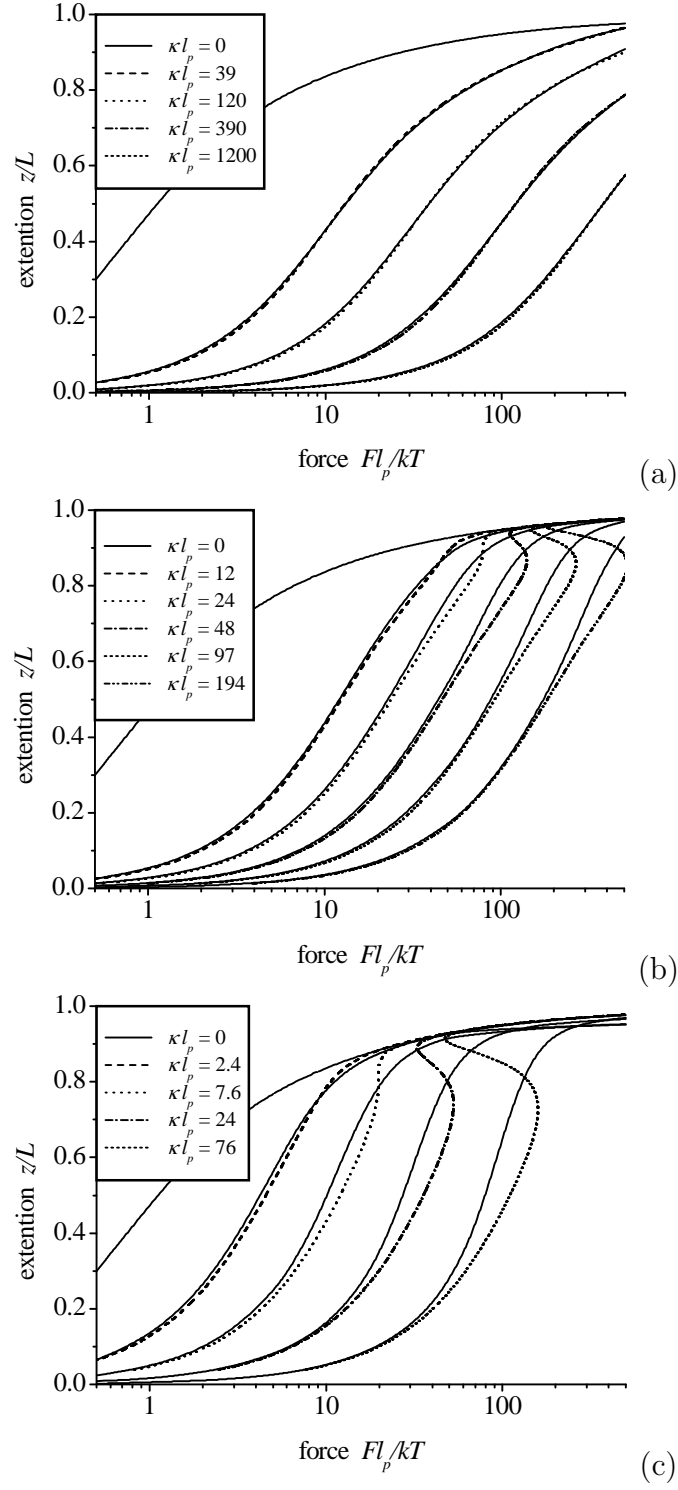 1.0
0.8
0.6
0.4
0.2
0.0
extention z/L
κl_p = 0
κl_p = 39
κl_p = 120
κl_p = 390
κl_p = 1200
1 10 100
force Fl_p/kT
(a)
1.0
0.8
0.6
0.4
0.2
0.0
extention z/L
κl_p = 0
κl_p = 12
κl_p = 24
κl_p = 48
κl_p = 97
κl_p = 194
1 10 100
force Fl_p/kT
(b)
1.0
0.8
0.6
0.4
0.2
0.0
extention z/L
κl_p = 0
κl_p = 2.4
κl_p = 7.6
κl_p = 24
κl_p = 76
1 10 100
force Fl_p/kT
(c)